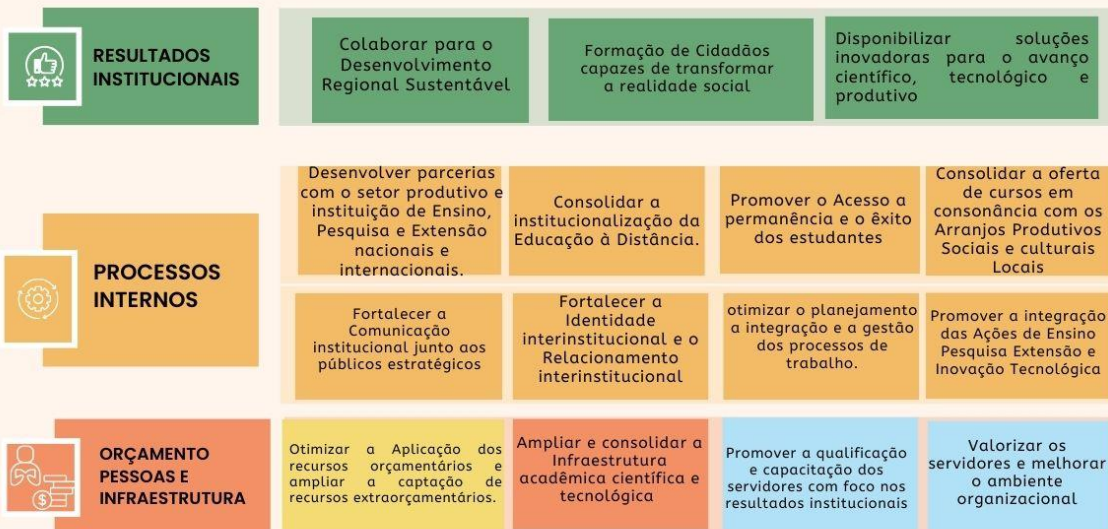 RESULTADOS
INSTITUCIONAIS
Colaborar para o
Desenvolvimento
Regional Sustentável
Formação de Cidadãos
capazes de transformar
a realidade social
Disponibilizar soluções
inovadoras para o avanço
científico, tecnológico e
produtivo
PROCESSOS
INTERNOS
Desenvolver parcerias
com o setor produtivo e
instituição de Ensino,
Pesquisa e Extensão
nacionais e
internacionais.
Consolidar a
institucionalização da
Educação à Distância.
Promover o Acesso a
permanência e o êxito
dos estudantes
Consolidar a oferta
de cursos em
consonância com os
Arranjos Produtivos
Sociais e culturais
Locais
Fortalecer a
Comunicação
institucional junto aos
públicos estratégicos
Fortalecer a
Identidade
interinstitucional e o
Relacionamento
interinstitucional
otimizar o planejamento
a integração e a gestão
dos processos de
trabalho.
Promover a integração
das Ações de Ensino
Pesquisa Extensão e
Inovação Tecnológica
ORÇAMENTO
PESSOAS E
INFRAESTRUTURA
Otimizar a Aplicação dos
recursos orçamentários e
ampliar a captação de
recursos extraorçamentários.
Ampliar e consolidar a
Infraestrutura
acadêmica científica e
tecnológica
Promover a qualificação
e capacitação dos
servidores com foco nos
resultados institucionais
Valorizar os
servidores e melhorar
o ambiente
organizacional